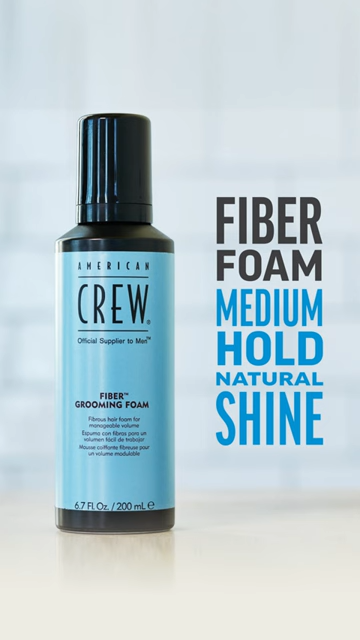 AMERICAN
CREW®
Official Supplier to Men™
FIBER™
GROOMING FOAM
Fibrous hair foam for
manageable volume
Espuma con fibras para un
volumen fácil de trabajar
Mousse coiffante fibreuse pour
un volume modulable
6.7 Fl. Oz. / 200 mL ℮
FIBER
FOAM
MEDIUM
HOLD
NATURAL
SHINE